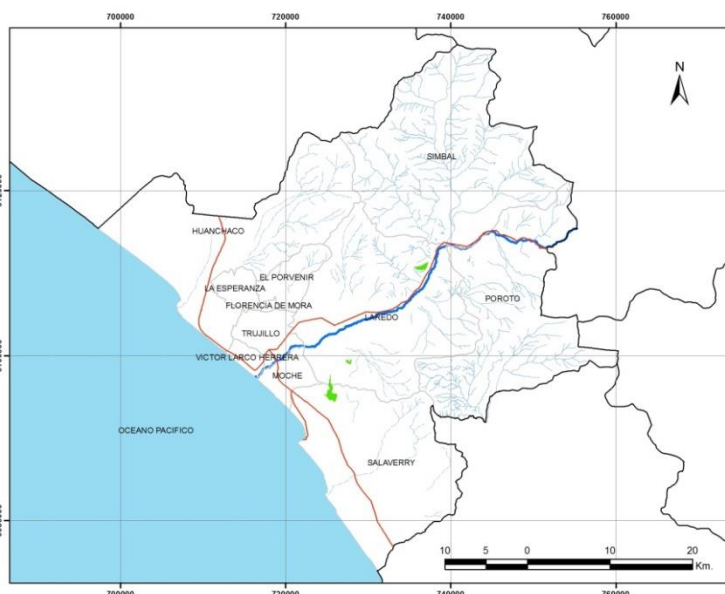 700000 720000 740000 760000
N
SIMBAL
HUANCHACO
EL PORVENIR
LA ESPERANZA
POROTO
FLORENCIA DE MORA
LAREDO
TRUJILLO
VICTOR LARCO HERRERA
MOCHE
OCEANO PACIFICO
SALAVERRY
10 5 0 10 20
Km.
700000 720000 740000 760000